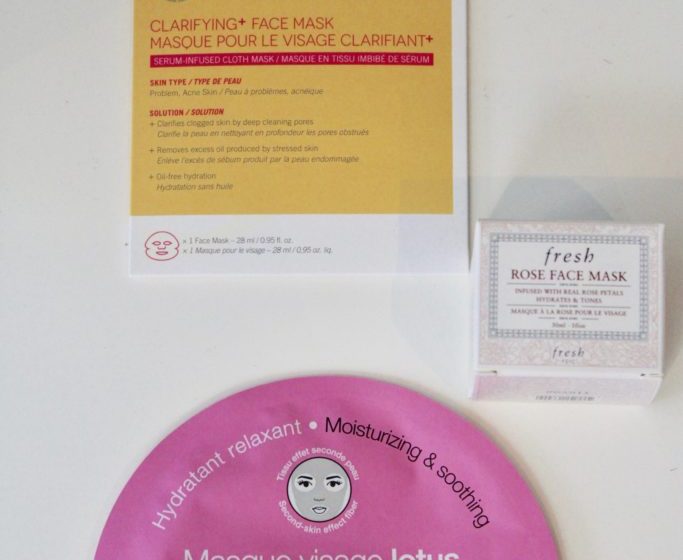 CLARIFYING+ FACE MASK
MASQUE POUR LE VISAGE CLARIFIANT+
SERUM-INFUSED CLOTH MASK / MASQUE EN TISSU IMBIBÉ DE SÉRUM
SKIN TYPE / TYPE DE PEAU
Problem, Acne Skin / Peau à problèmes, acnéique
SOLUTION / SOLUTION
+ Clarifies clogged skin by deep cleaning pores
Clarifie la peau en nettoyant en profondeur les pores obstrués
+ Removes excess oil produced by stressed skin
Enlève l'excès de sébum produit par la peau endommagée
+ Oil-free hydration
Hydratation sans huile
x 1 Face Mask – 28 ml / 0.95 fl. oz.
x 1 Masque pour le visage – 28 ml / 0.95 oz. liq.
fresh
ROSE FACE MASK
INFUSED WITH REAL ROSE PETALS
HYDRATES & TONES
MASQUE À LA ROSE POUR LE VISAGE
30ml - 1floz
fresh
Hydratant relaxant • Moisturizing & soothing
Tissu effet seconde peau
Second-skin effect fiber
Masque visage lotus